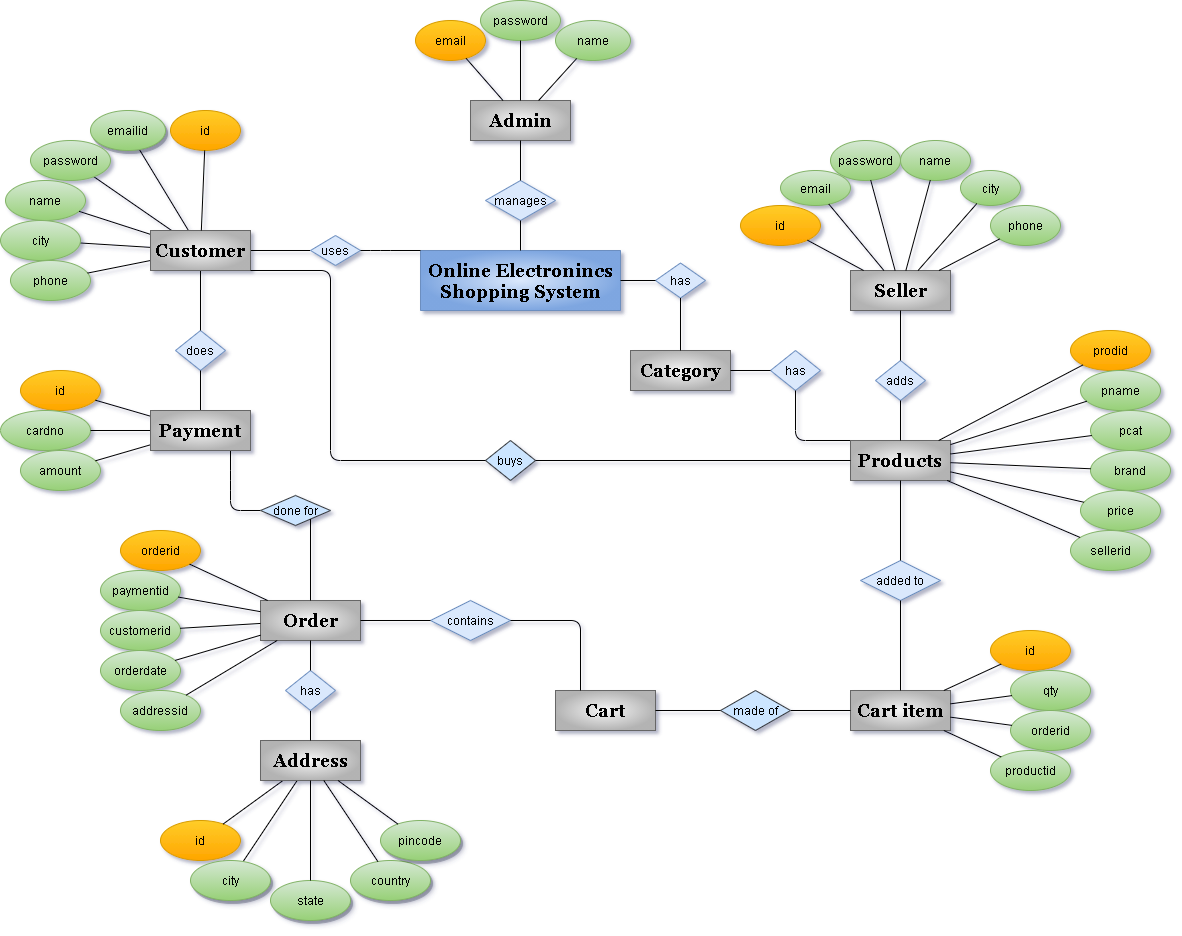 password
email
name
Admin
emailid
id
password
name
city
phone
Customer
manages
uses
Online Electronincs
Shopping System
has
password
name
email
city
id
phone
Seller
does
Category
has
adds
prodid
pname
pcat
brand
price
sellerid
Products
id
cardno
amount
Payment
buys
done for
orderid
paymentid
customerid
orderdate
addressid
Order
contains
added to
has
Cart
made of
Cart item
id
qty
orderid
productid
Address
id
city
state
country
pincode